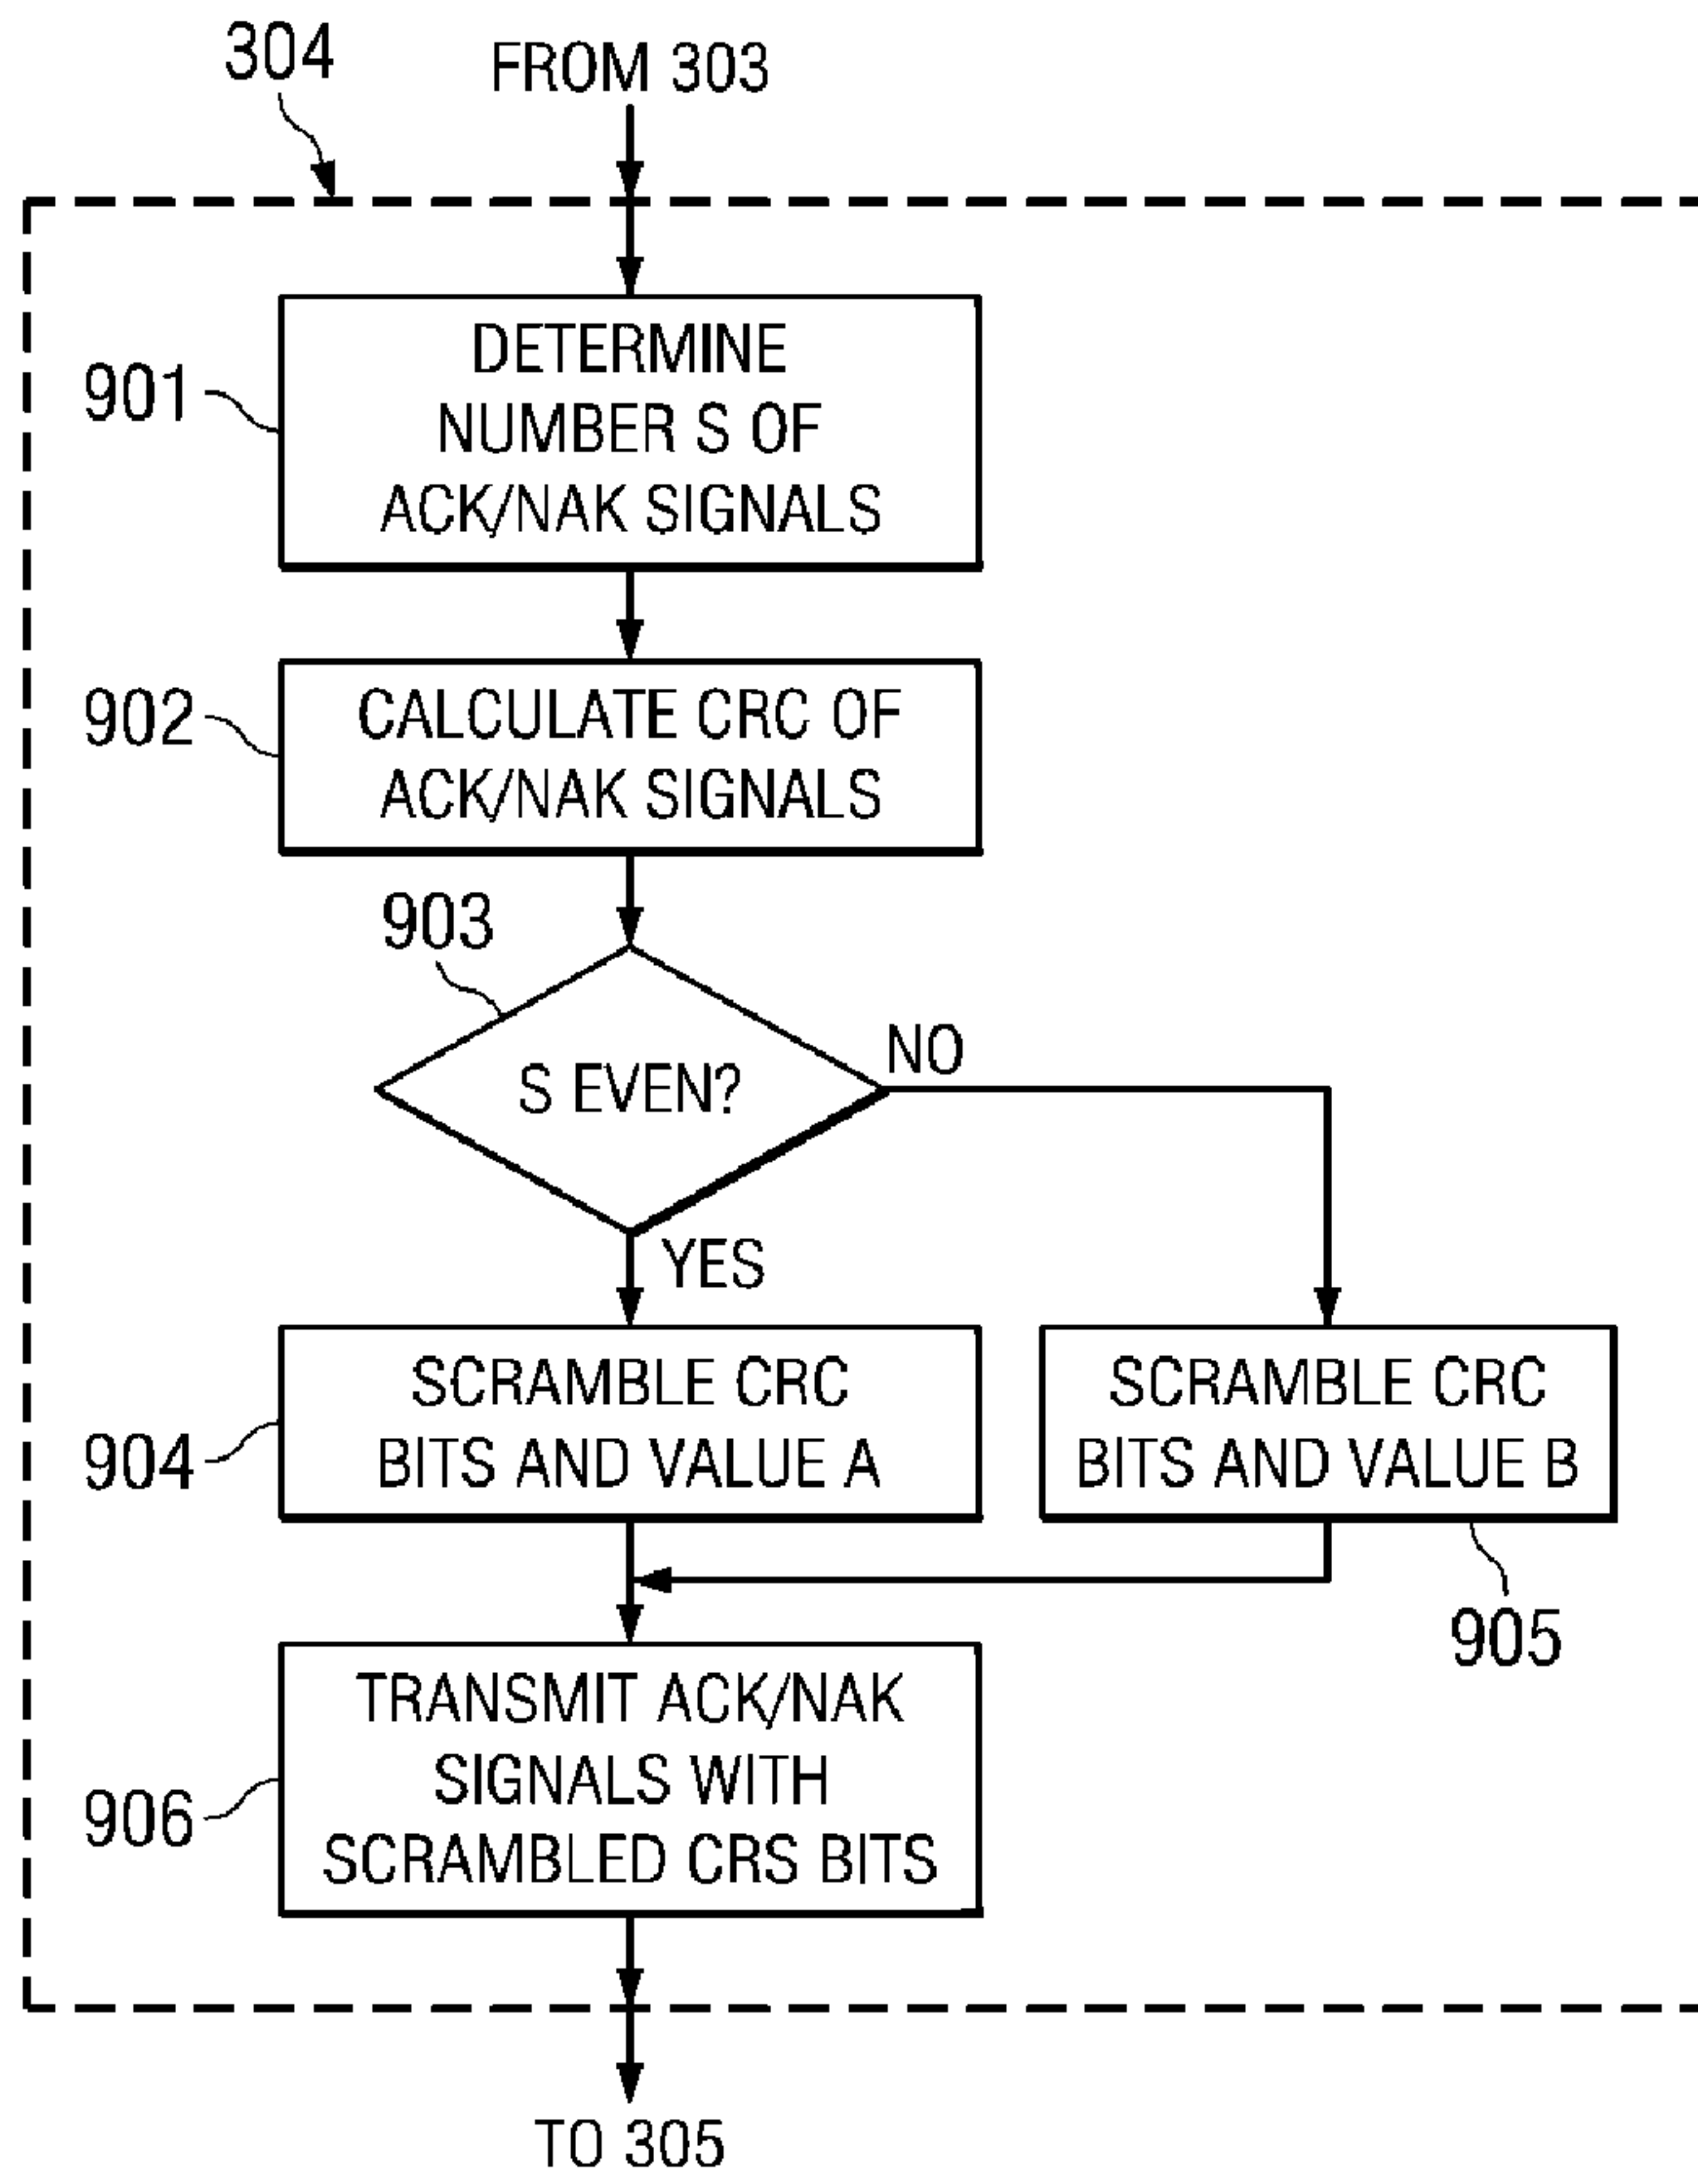 304
FROM 303
901
DETERMINE
NUMBER S OF
ACK/NAK SIGNALS
902
CALCULATE CRC OF
ACK/NAK SIGNALS
903
S EVEN?
NO
YES
904
SCRAMBLE CRC
BITS AND VALUE A
SCRAMBLE CRC
BITS AND VALUE B
905
906
TRANSMIT ACK/NAK
SIGNALS WITH
SCRAMBLED CRS BITS
TO 305